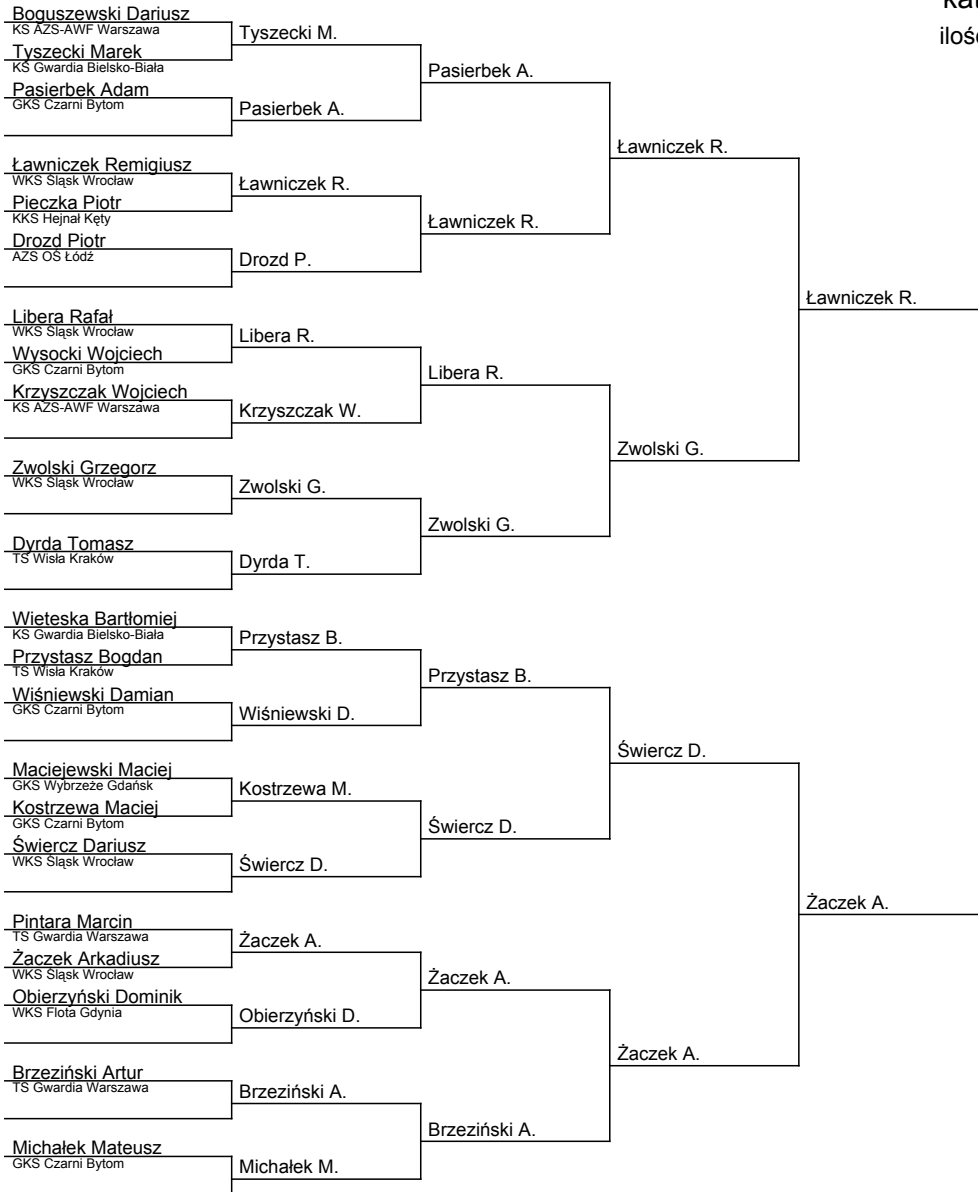 Boguszewski Dariusz
KS AZS-AWF Warszawa
Tyszecki Marek
KS Gwardia Bielsko-Biała
Pasierbek Adam
GKS Czarni Bytom
Ławniczek Remigiusz
WKS Śląsk Wrocław
Pieczka Piotr
KKS Hejnał Kęty
Drozd Piotr
AZS OŚ Łódź
Libera Rafał
WKS Śląsk Wrocław
Wysocki Wojciech
GKS Czarni Bytom
Krzyszczak Wojciech
KS AZS-AWF Warszawa
Zwolski Grzegorz
WKS Śląsk Wrocław
Dyrda Tomasz
TS Wisła Kraków
Wieteska Bartłomiej
KS Gwardia Bielsko-Biała
Przystasz Bogdan
TS Wisła Kraków
Wiśniewski Damian
GKS Czarni Bytom
Maciejewski Maciej
GKS Wybrzeże Gdańsk
Kostrzewa Maciej
GKS Czarni Bytom
Świercz Dariusz
WKS Śląsk Wrocław
Pintara Marcin
TS Gwardia Warszawa
Żaczek Arkadiusz
WKS Śląsk Wrocław
Obierzyński Dominik
WKS Flota Gdynia
Brzeziński Artur
TS Gwardia Warszawa
Michałek Mateusz
GKS Czarni Bytom
Tyszecki M.
Pasierbek A.
Ławniczek R.
Drozd P.
Libera R.
Krzyszczak W.
Zwolski G.
Dyrda T.
Przystasz B.
Wiśniewski D.
Kostrzewa M.
Świercz D.
Żaczek A.
Obierzyński D.
Brzeziński A.
Michałek M.
Pasierbek A.
Ławniczek R.
Libera R.
Zwolski G.
Przystasz B.
Świercz D.
Żaczek A.
Brzeziński A.
Ławniczek R.
Zwolski G.
Świercz D.
Żaczek A.
Ławniczek R.
Żaczek A.